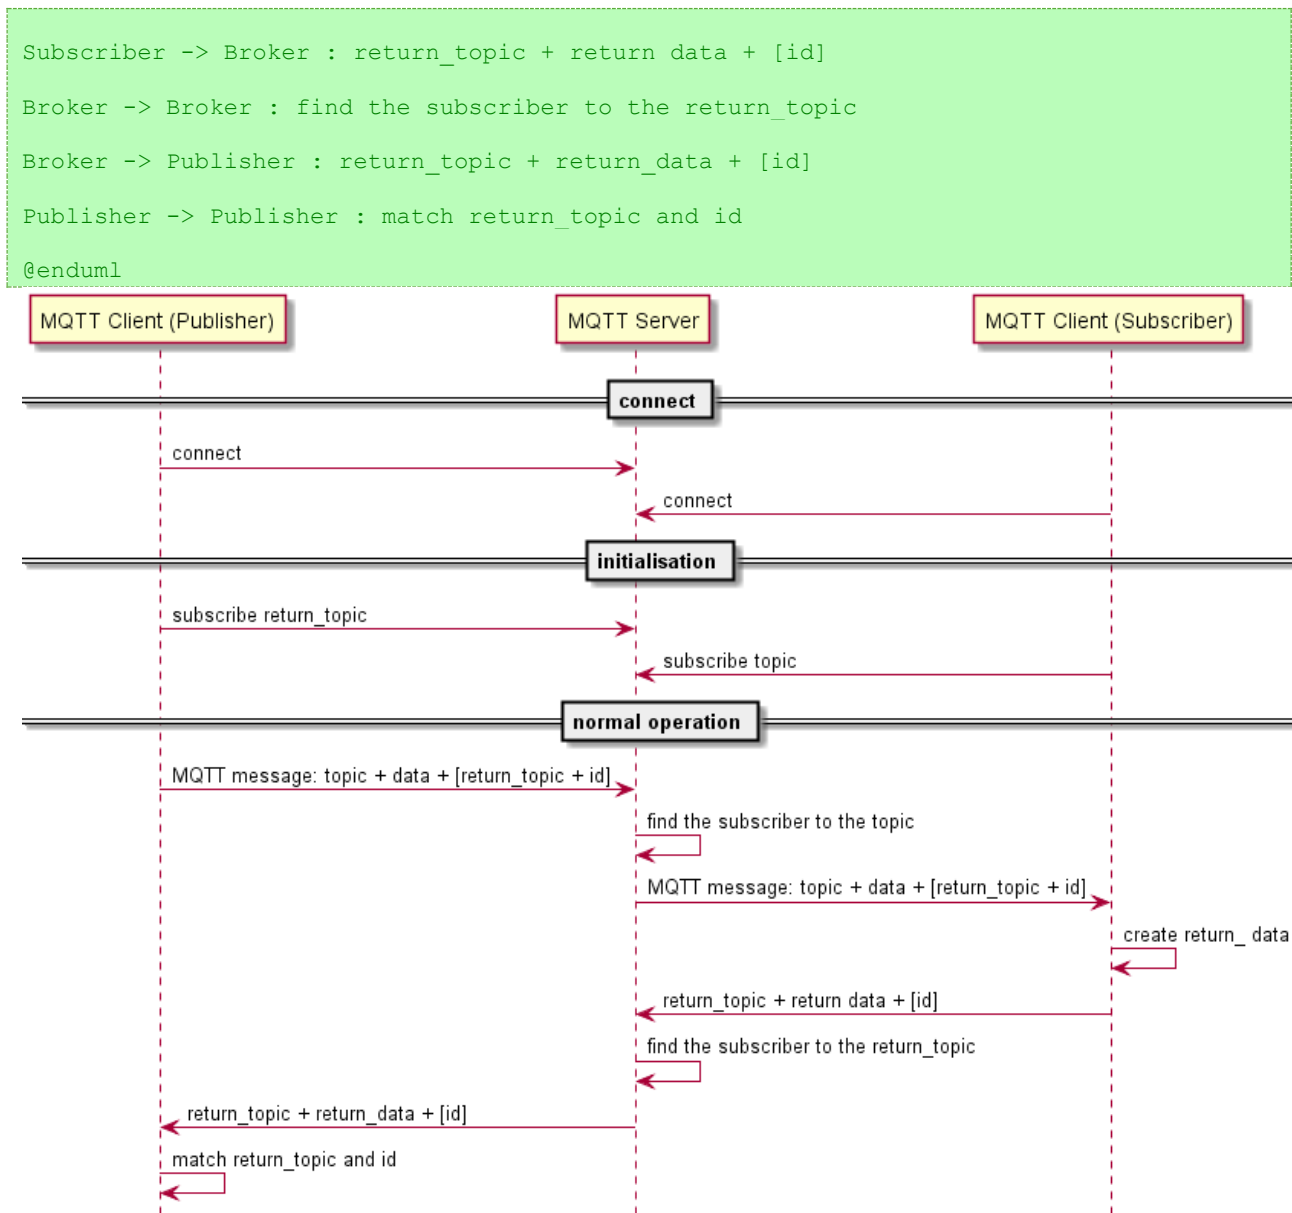 Subscriber -> Broker : return_topic + return data + [id]
Broker -> Broker : find the subscriber to the return_topic
Broker -> Publisher : return_topic + return_data + [id]
Publisher -> Publisher : match return_topic and id
@enduml
MQTT Client (Publisher)
MQTT Server
MQTT Client (Subscriber)
connect
connect
connect
initialisation
subscribe return_topic
subscribe topic
normal operation
MQTT message: topic + data + [return_topic + id]
find the subscriber to the topic
MQTT message: topic + data + [return_topic + id]
create return_ data
return_topic + return data + [id]
find the subscriber to the return_topic
return_topic + return_data + [id]
match return_topic and id